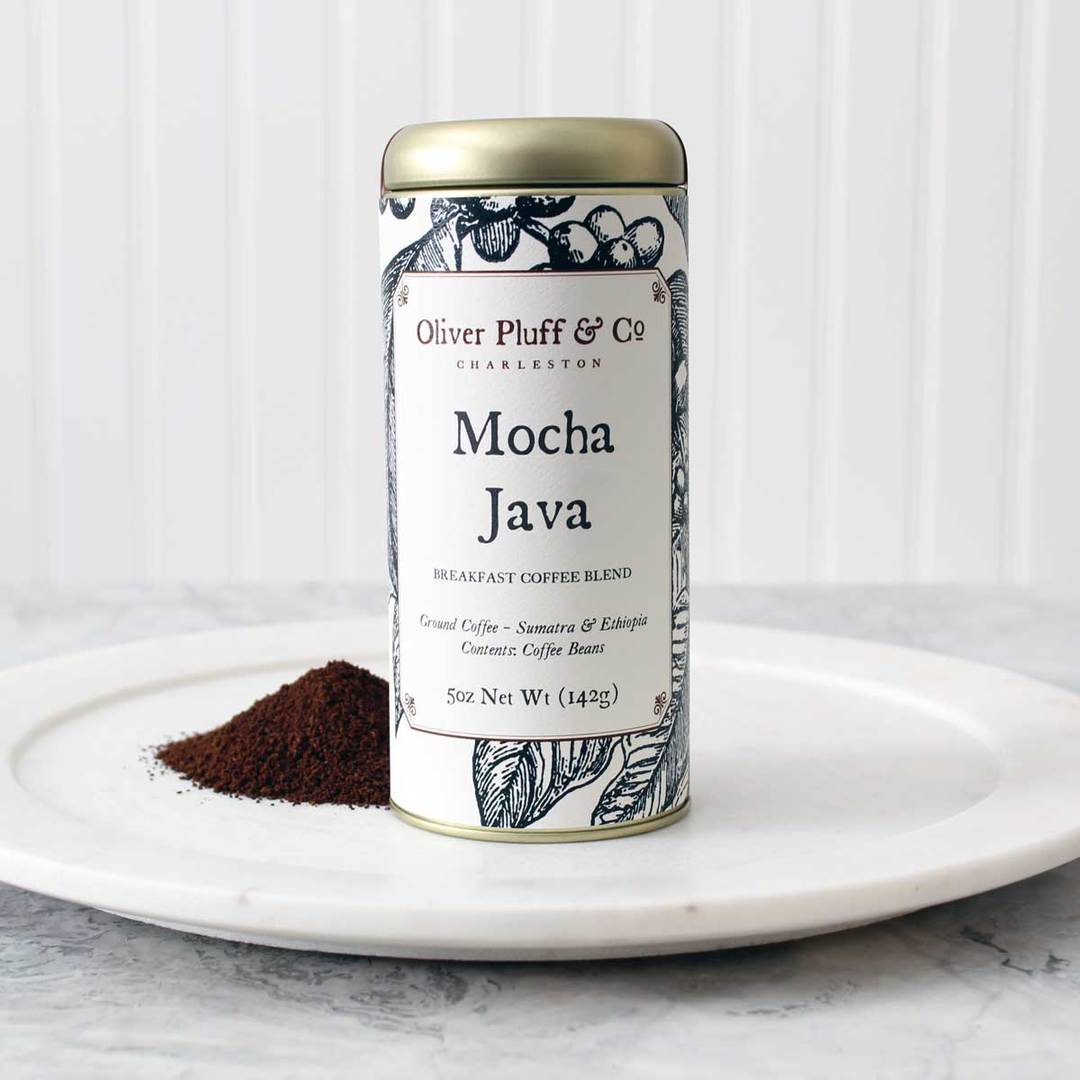 Oliver Pluff & Co
CHARLESTON
Mocha
Java
BREAKFAST COFFEE BLEND
Ground Coffee - Sumatra & Ethiopia
Contents: Coffee Beans
5oz Net Wt (142g)